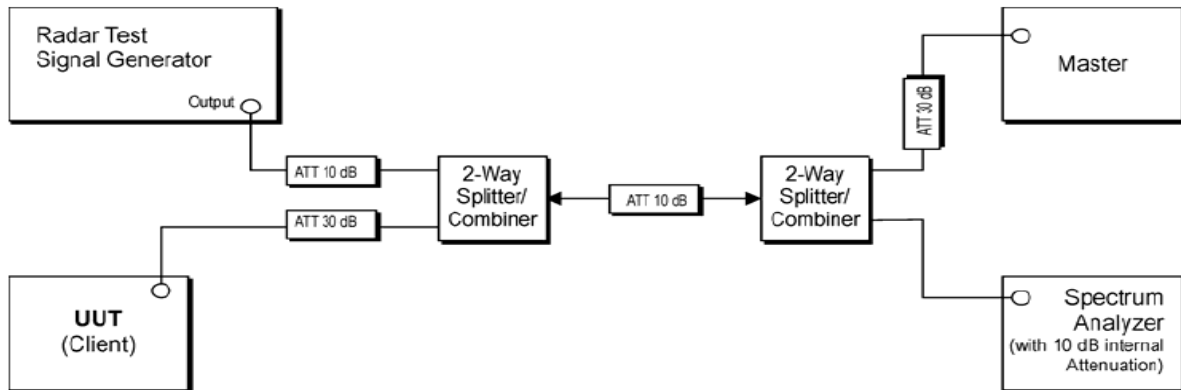 Radar Test
Signal Generator
Output
ATT 10 dB
2-Way
Splitter/
Combiner
ATT 30 dB
UUT
(Client)
ATT 10 dB
2-Way
Splitter/
Combiner
ATT 30 dB
Master
Spectrum
Analyzer
(with 10 dB internal
Attenuation)